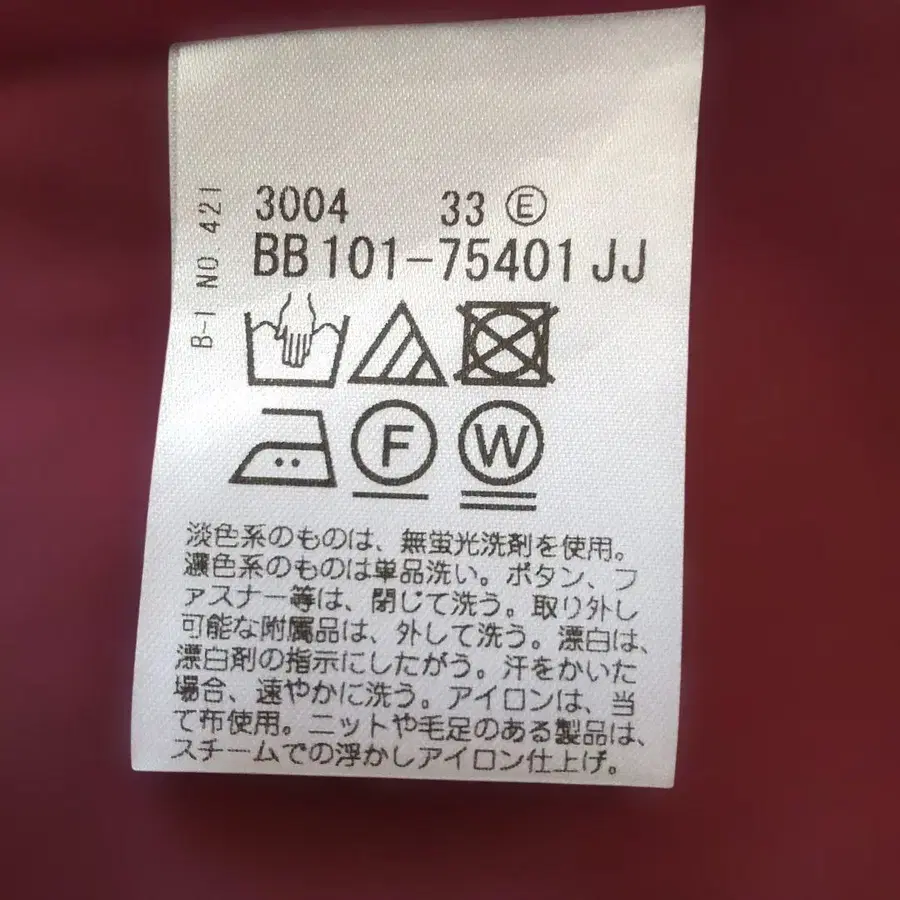 B-I NO 421
3004 33 Ⓔ
BB101-75401JJ
F W
淡色系のものは、無蛍光洗剤を使用。
濃色系のものは単品洗い。ボタン、フ
ァスナー等は、閉じて洗う。取り外し
可能な附属品は、外して洗う。漂白は、
漂白剤の指示にしたがう。汗をかいた
場合、速やかに洗う。アイロンは、当
て布使用。ニットや毛足のある製品は、
スチームでの浮かしアイロン仕上げ。